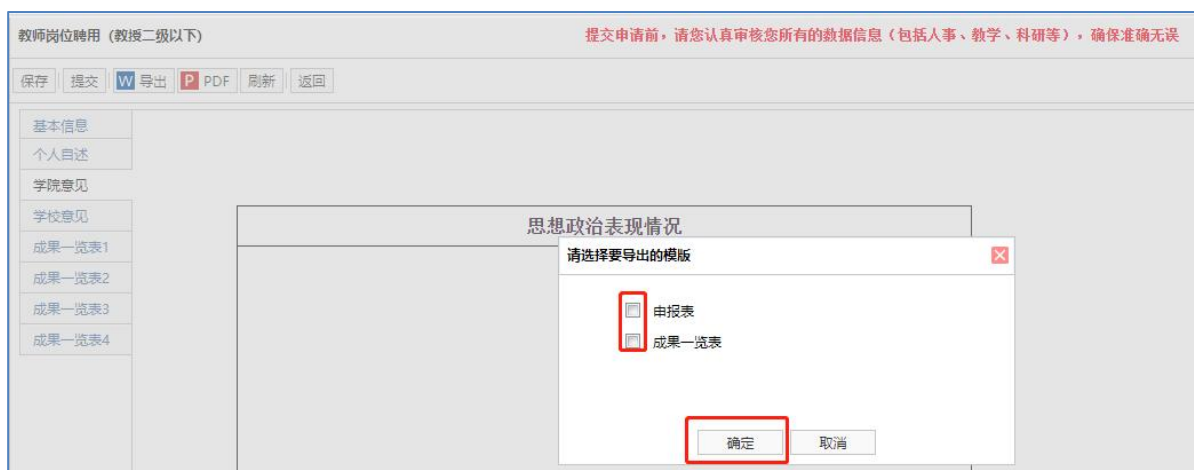 教师岗位聘用（教授二级以下） 提交申请前，请您认真审核您所有的数据信息（包括人事、教学、科研等），确保准确无误
保存 提交 W 导出 P PDF 刷新 返回
基本信息
个人自述
学院意见
学校意见
成果一览表1
成果一览表2
成果一览表3
成果一览表4
思想政治表现情况
请选择要导出的模版
申报表
成果一览表
确定 取消